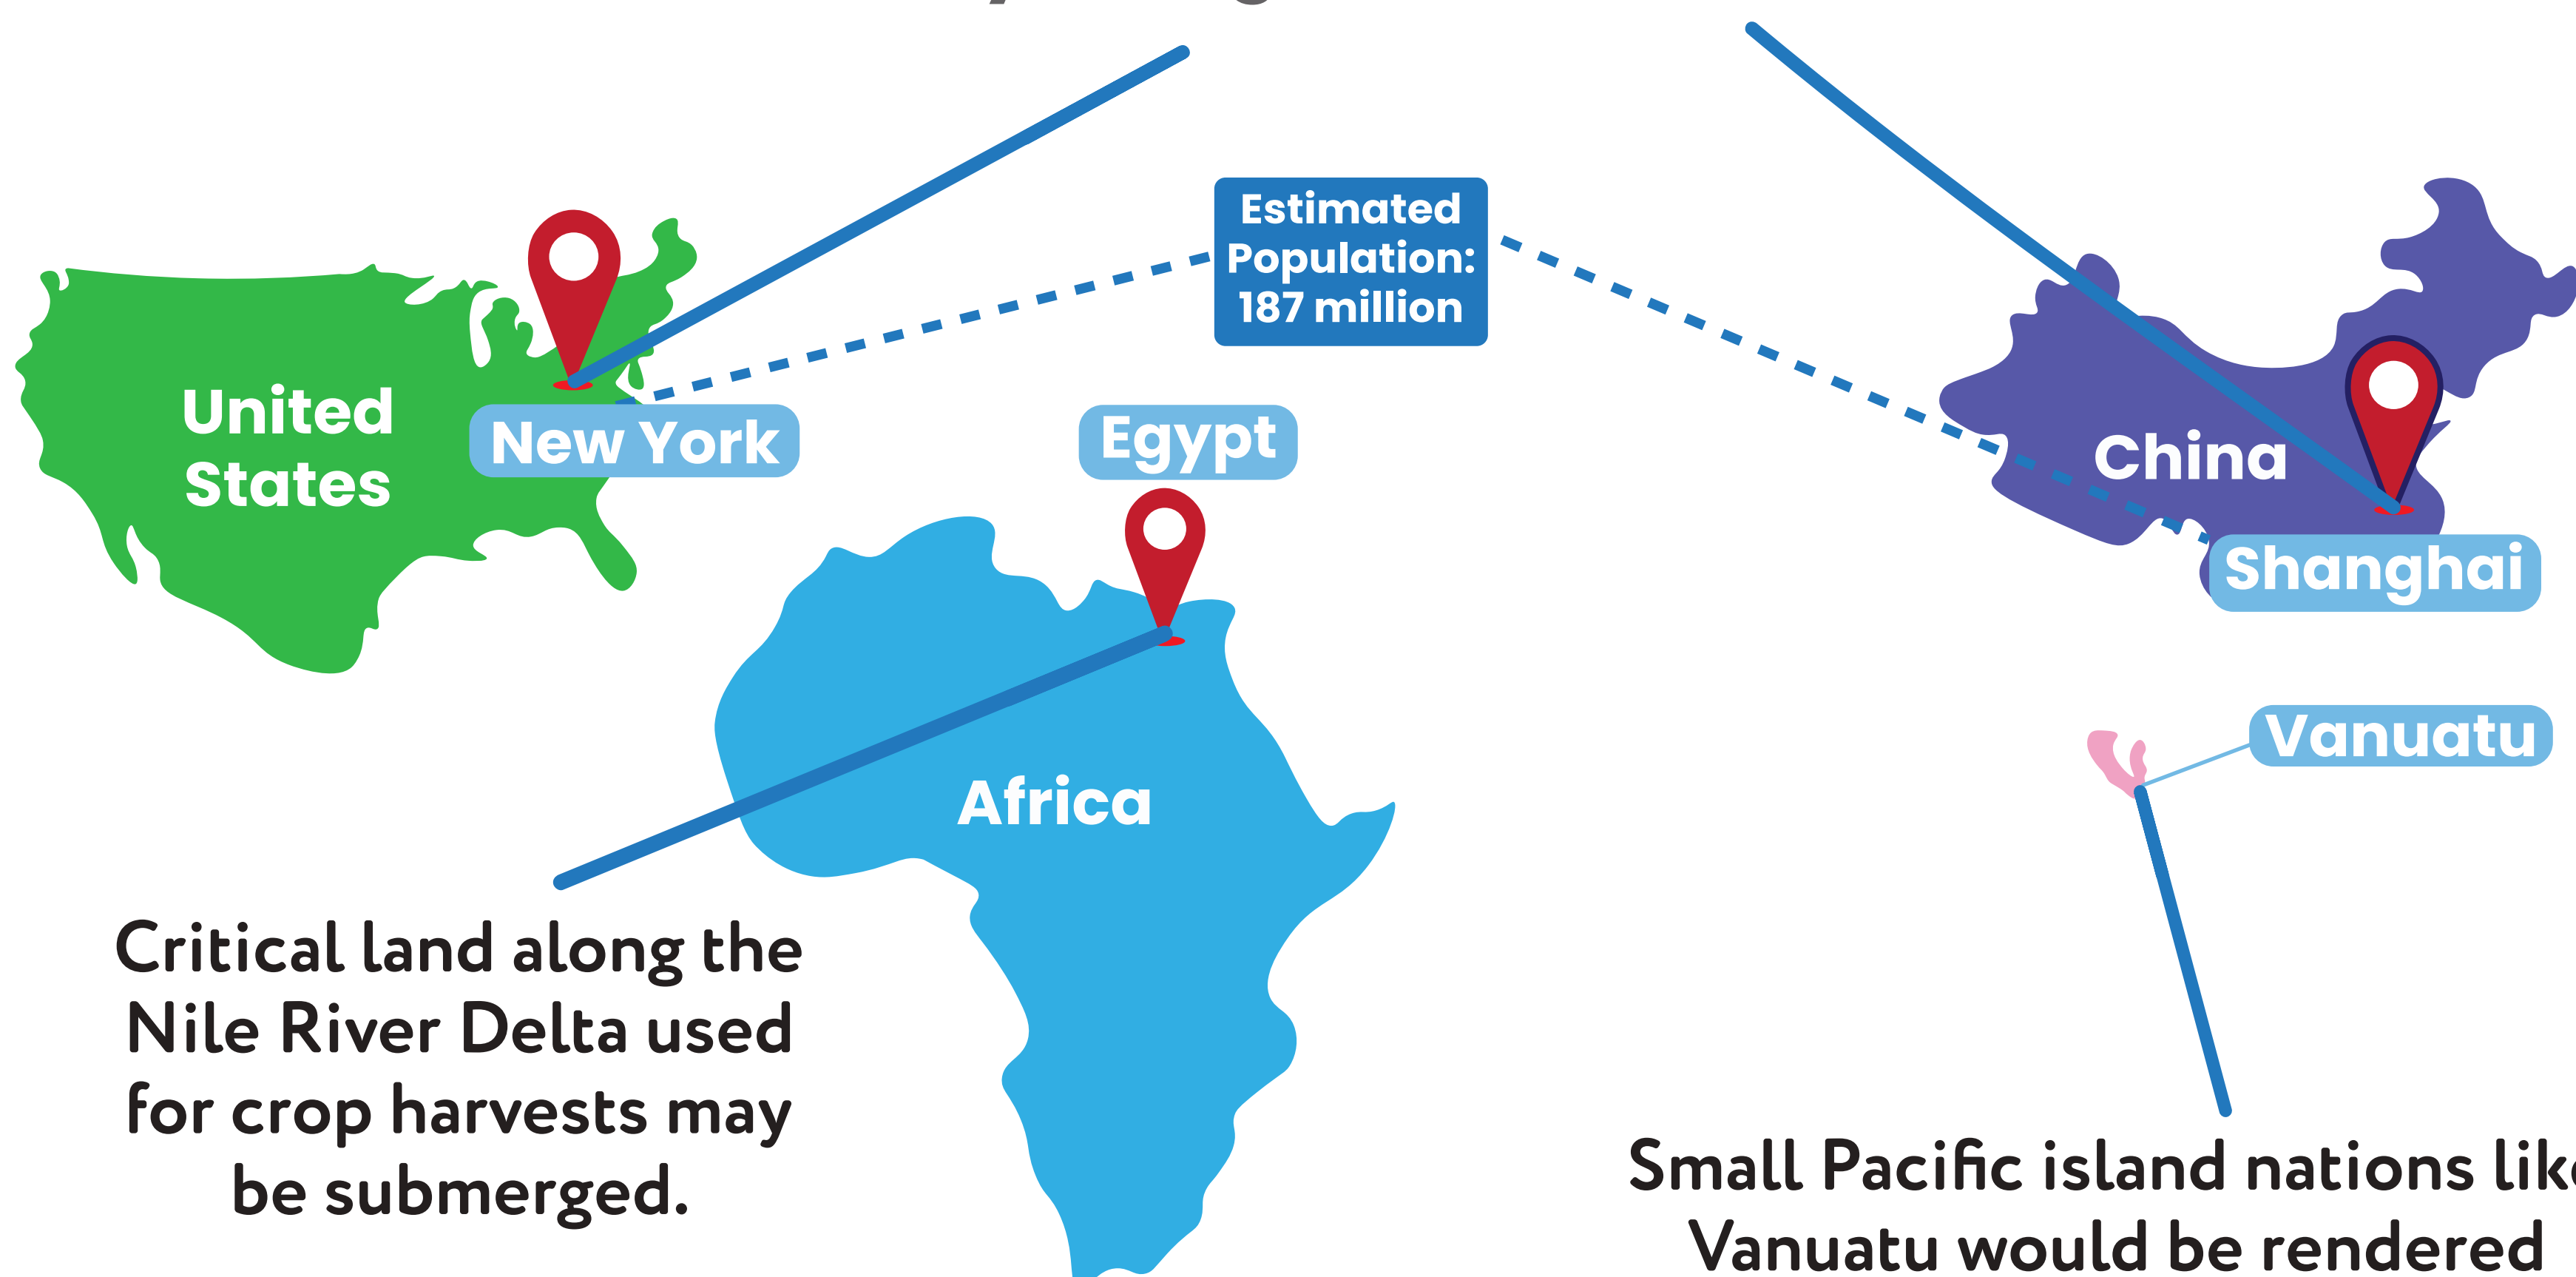 Estimated
Population:
187 million
United
States
New York
Egypt
China
Shanghai
Africa
Vanuatu
Critical land along the
Nile River Delta used
for crop harvests may
be submerged.
Small Pacific island nations
Vanuatu would be rendered